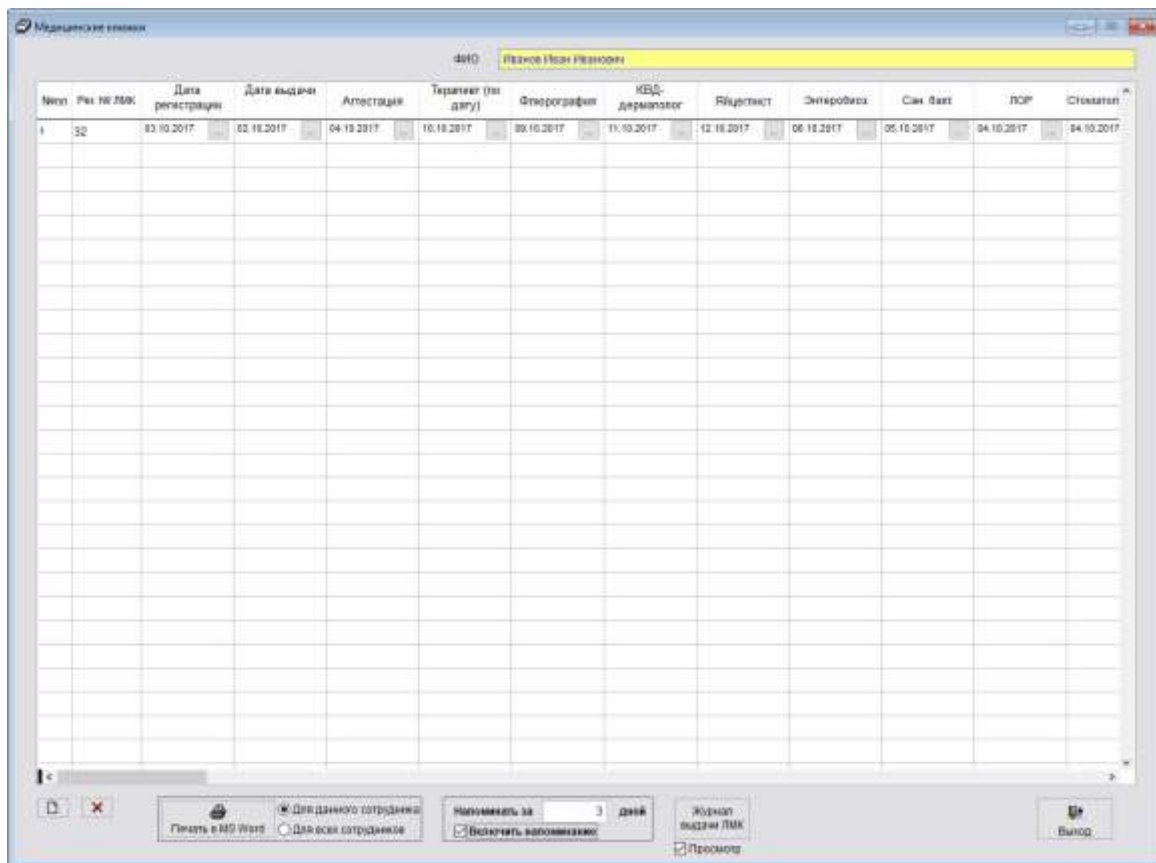 Медицинские книжки
ФИО Иванов Иван Иванович
№пп Рег. № ЛМК Дата регистрации Дата выдачи Аттестация Терапевт (по дату) Флюорография КВД-дерматолог Яйцеглист Энтеробиоз Сан. бакт ЛОР Стоматол
1 32 03.10.2017 ... 02.10.2017 ... 04.10.2017 ... 10.10.2017 ... 09.10.2017 ... 11.10.2017 ... 12.10.2017 ... 06.10.2017 ... 05.10.2017 ... 04.10.2017 ... 04.10.2017
Печать в MS Word
Для данного сотрудника
Для всех сотрудников
Напоминать за 3 дней
Включить напоминание
Журнал
выдачи ЛМК
Просмотр
Выход